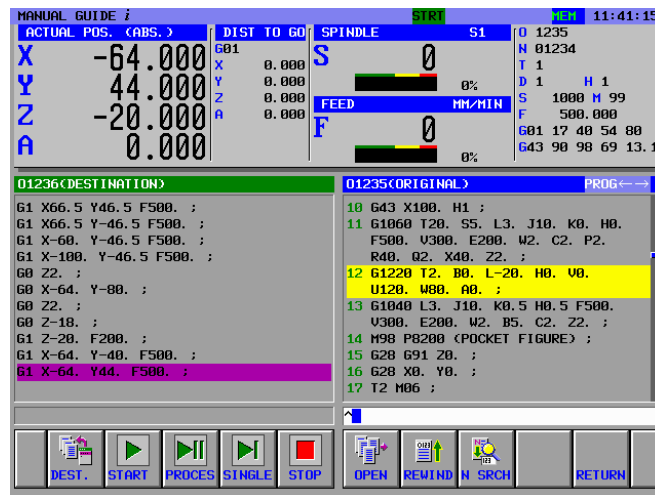 MANUAL GUIDE i STRT MEM 11:41:15
ACTUAL POS. (ABS.)
X -64.000
Y 44.000
Z -20.000
A 0.000
DIST TO GO
G01
X 0.000
Y 0.000
Z 0.000
A 0.000
SPINDLE S1
S 0
0%
FEED MM/MIN
F 0
0%
O 1235
N 01234
T 1
D 1 H 1
S 1000 M 99
F 500.000
G01 17 40 54 80
G43 90 98 69 13.1
O1236(DESTINATION)
G1 X66.5 Y46.5 F500. ;
G1 X66.5 Y-46.5 F500. ;
G1 X-60. Y-46.5 F500. ;
G1 X-100. Y-46.5 F500. ;
G0 Z2. ;
G0 X-64. Y-80. ;
G0 Z2. ;
G0 Z-18. ;
G1 Z-20. F200. ;
G1 X-64. Y-40. F500. ;
G1 X-64. Y44. F500. ;
O1235(ORIGINAL) PROG←→
10 G43 X100. H1 ;
11 G1060 T20. S5. L3. J10. K0. H0.
F500. V300. E200. W2. C2. P2.
R40. Q2. X40. Z2. ;
12 G1220 T2. B0. L-20. H0. V0.
U120. W80. A0. ;
13 G1040 L3. J10. K0.5 H0.5 F500.
V300. E200. W2. B5. C2. Z2. ;
14 M98 P8200 (POCKET FIGURE) ;
15 G28 G91 Z0. ;
16 G28 X0. Y0. ;
17 T2 M06 ;
^
DEST. START PROCES SINGLE STOP OPEN REWIND N SRCH RETURN